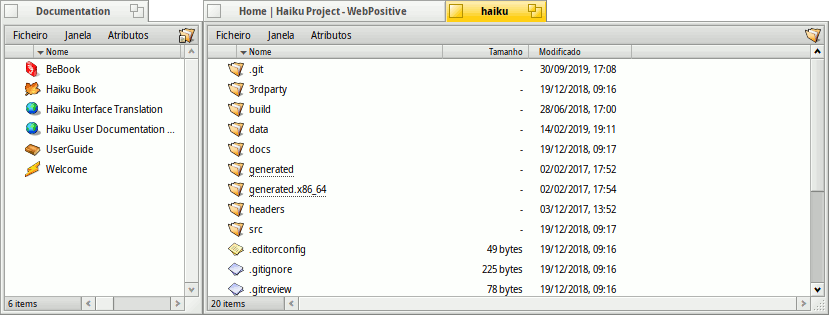 Documentation
Ficheiro Janela Atributos
Nome
BeBook
Haiku Book
Haiku Interface Translation
Haiku User Documentation ...
UserGuide
Welcome
6 items
Home | Haiku Project - WebPositive
haiku
Ficheiro Janela Atributos
Nome Tamanho Modificado
.git - 30/09/2019, 17:08
3rdparty - 19/12/2018, 09:16
build - 28/06/2018, 17:00
data - 14/02/2019, 19:11
docs - 19/12/2018, 09:17
generated - 02/02/2017, 17:52
generated.x86_64 - 02/02/2017, 17:54
headers - 03/12/2017, 13:52
src - 19/12/2018, 09:17
.editorconfig 49 bytes 19/12/2018, 09:16
.gitignore 225 bytes 19/12/2018, 09:16
.gitreview 78 bytes 19/12/2018, 09:16
20 items